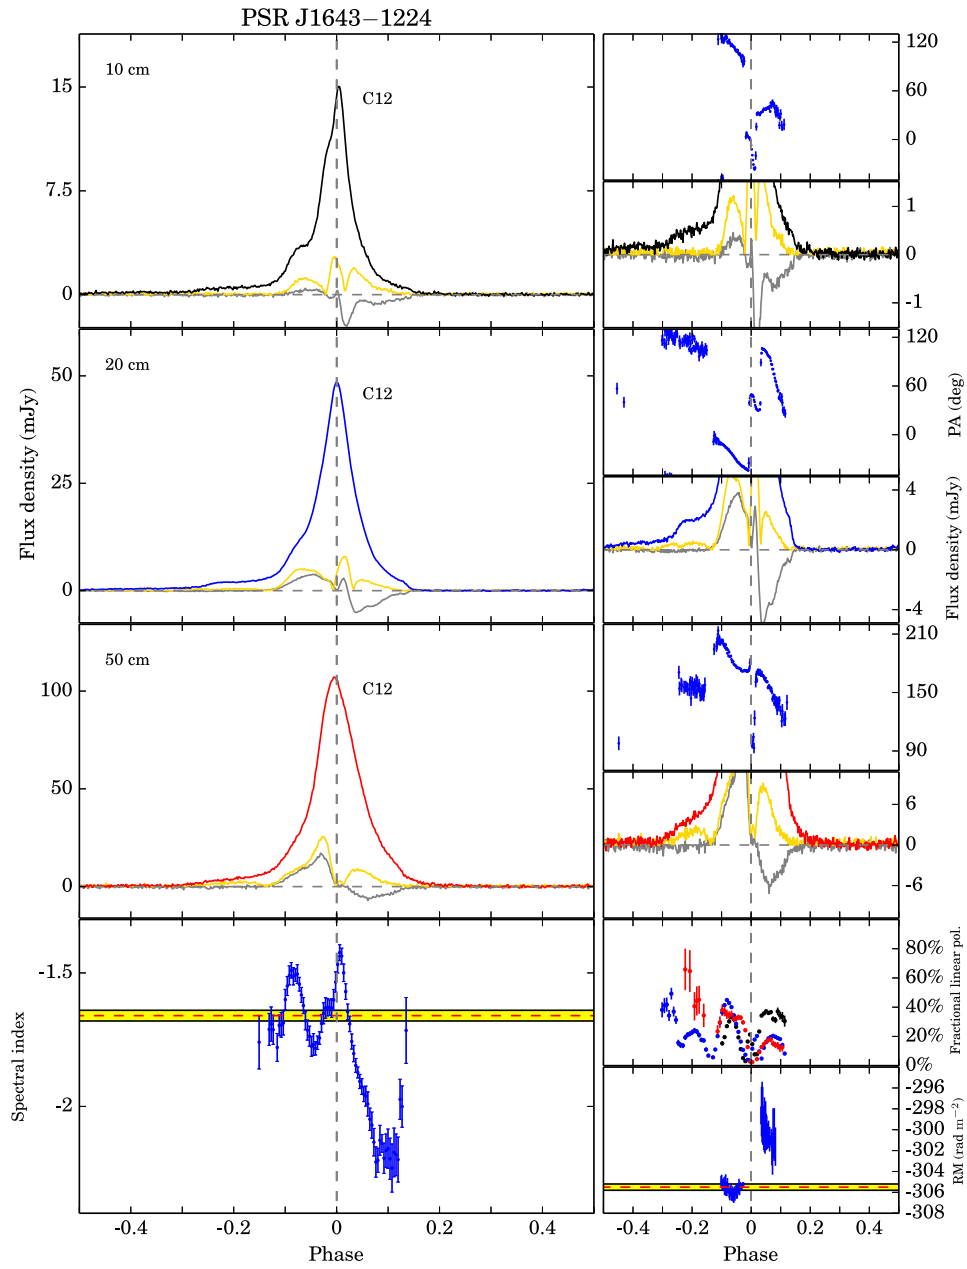 PSR J1643−1224
10 cm
C12
15
7.5
0
120
60
0
1
0
-1
20 cm
C12
50
25
0
Flux density (mJy)
120
60
0
PA (deg)
4
0
-4
Flux density (mJy)
50 cm
C12
100
50
0
210
150
90
6
0
-6
-1.5
-2
Spectral index
80%
60%
40%
20%
0%
Fractional linear pol.
-296
-298
-300
-302
-304
-306
-308
RM (rad m⁻²)
-0.4 -0.2 0 0.2 0.4
Phase
-0.4 -0.2 0 0.2 0.4
Phase